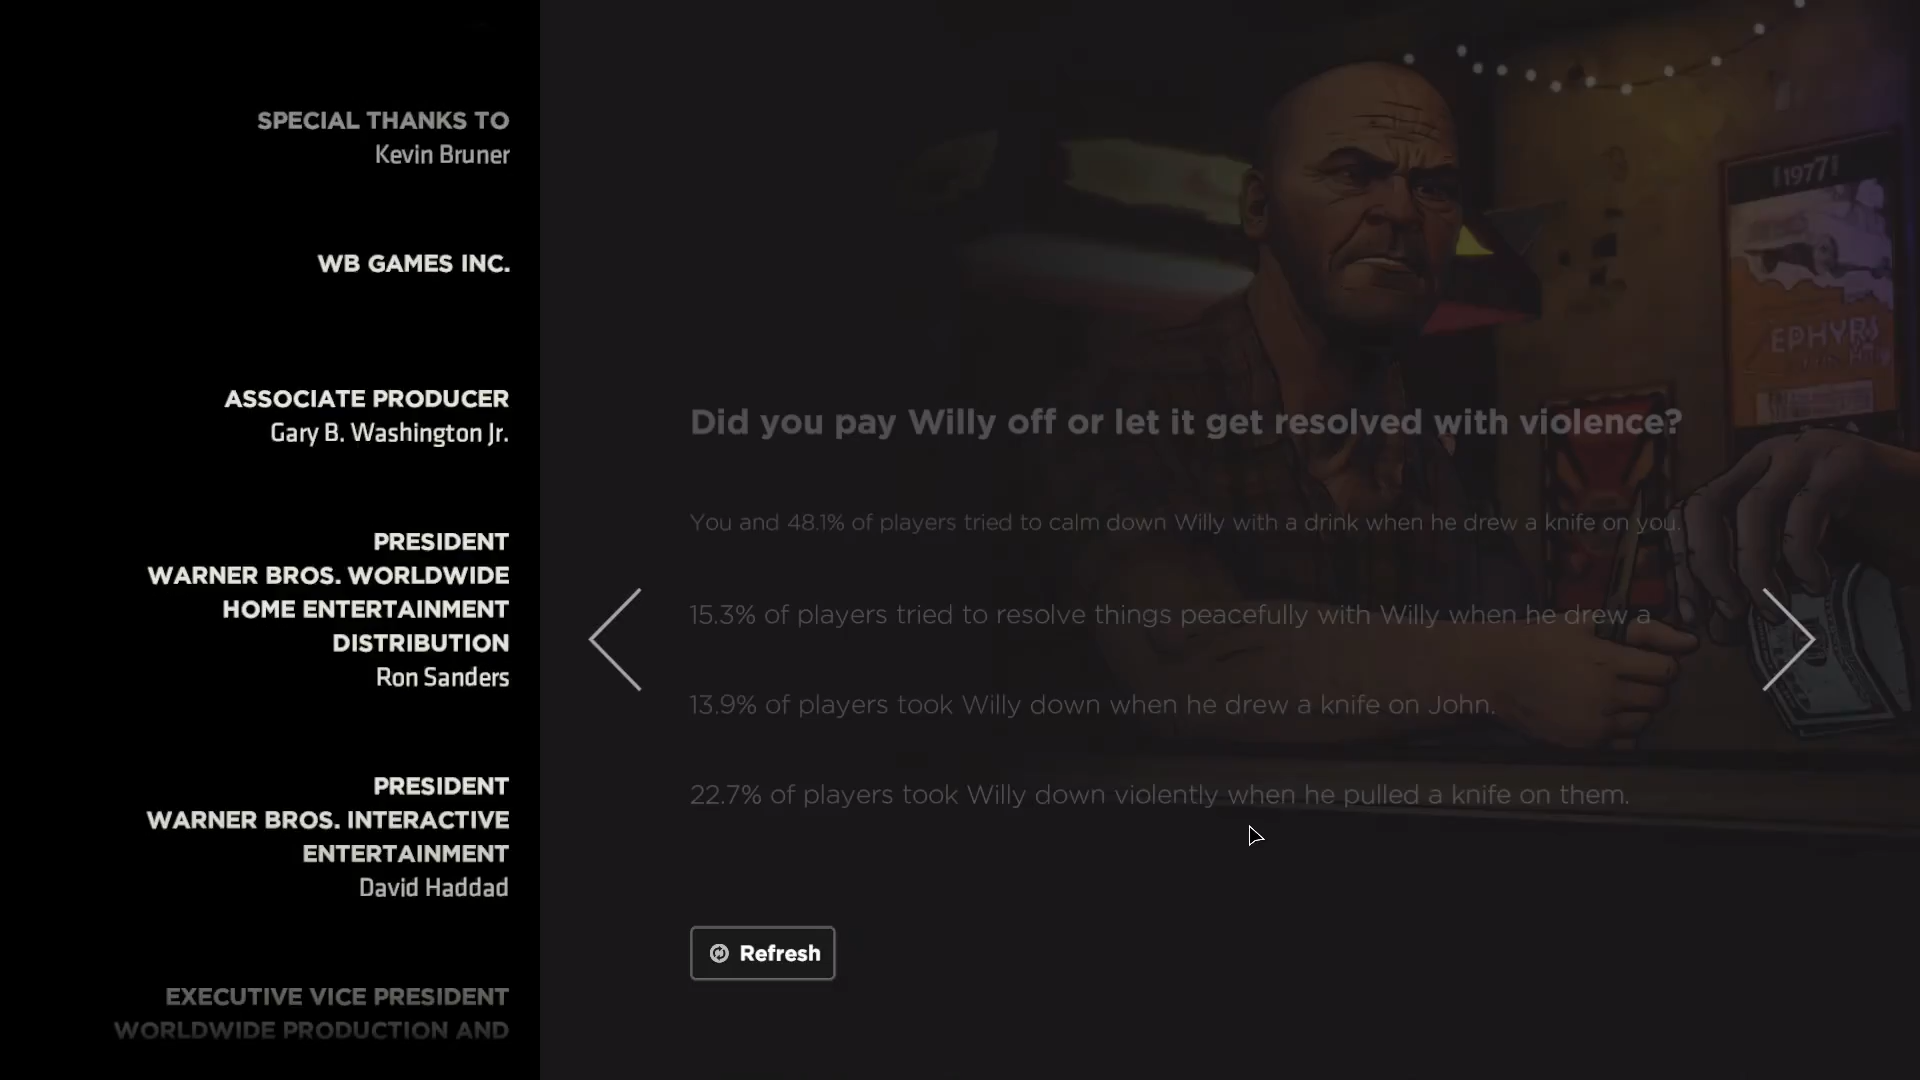 SPECIAL THANKS TO
Kevin Bruner
WB GAMES INC.
ASSOCIATE PRODUCER
Gary B. Washington Jr.
PRESIDENT
WARNER BROS. WORLDWIDE
HOME ENTERTAINMENT
DISTRIBUTION
Ron Sanders
PRESIDENT
WARNER BROS. INTERACTIVE
ENTERTAINMENT
David Haddad
EXECUTIVE VICE PRESIDENT
WORLDWIDE PRODUCTION AND
1977
EPHYRS
Did you pay Willy off or let it get resolved with violence?
You and 48.1% of players tried to calm down Willy with a drink when he drew a knife on you.
15.3% of players tried to resolve things peacefully with Willy when he drew a
13.9% of players took Willy down when he drew a knife on John.
22.7% of players took Willy down violently when he pulled a knife on them.
Refresh